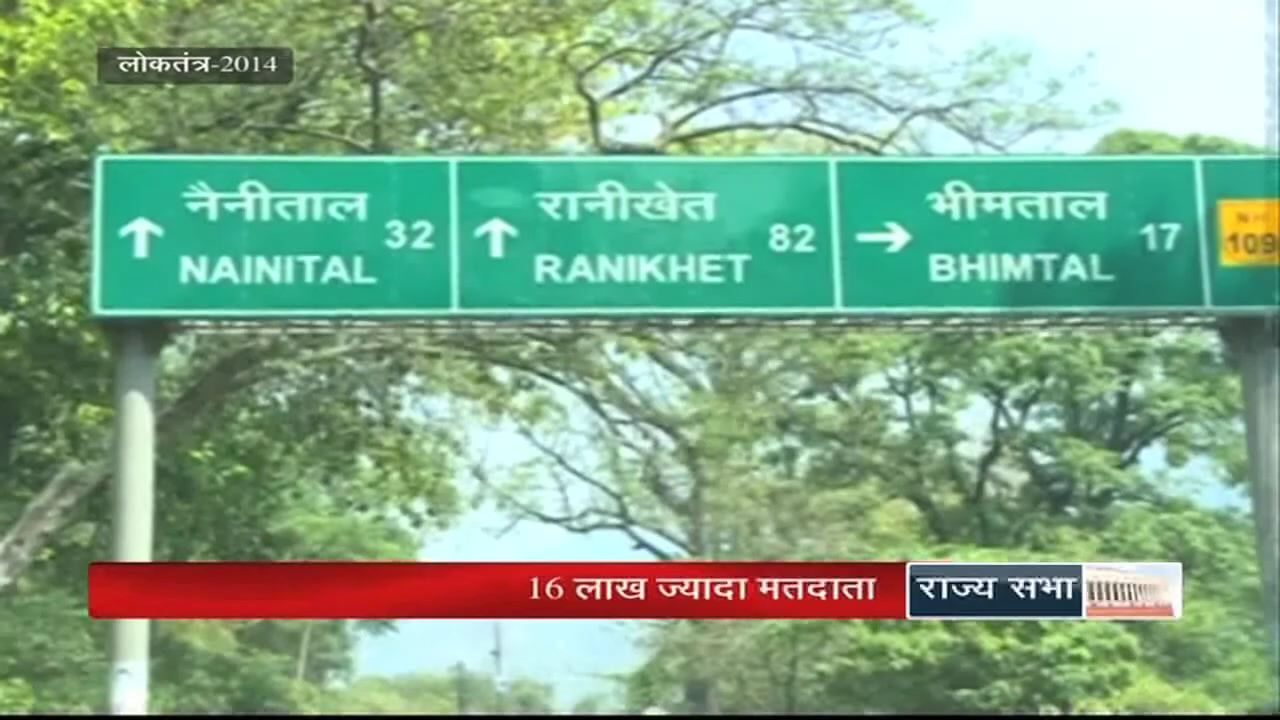 लोकतंत्र-2014
नैनीताल 32
NAINITAL
रानीखेत 82
RANIKHET
भीमताल 17
BHIMTAL
N.H.
109
16 लाख ज्यादा मतदाता
राज्य सभा